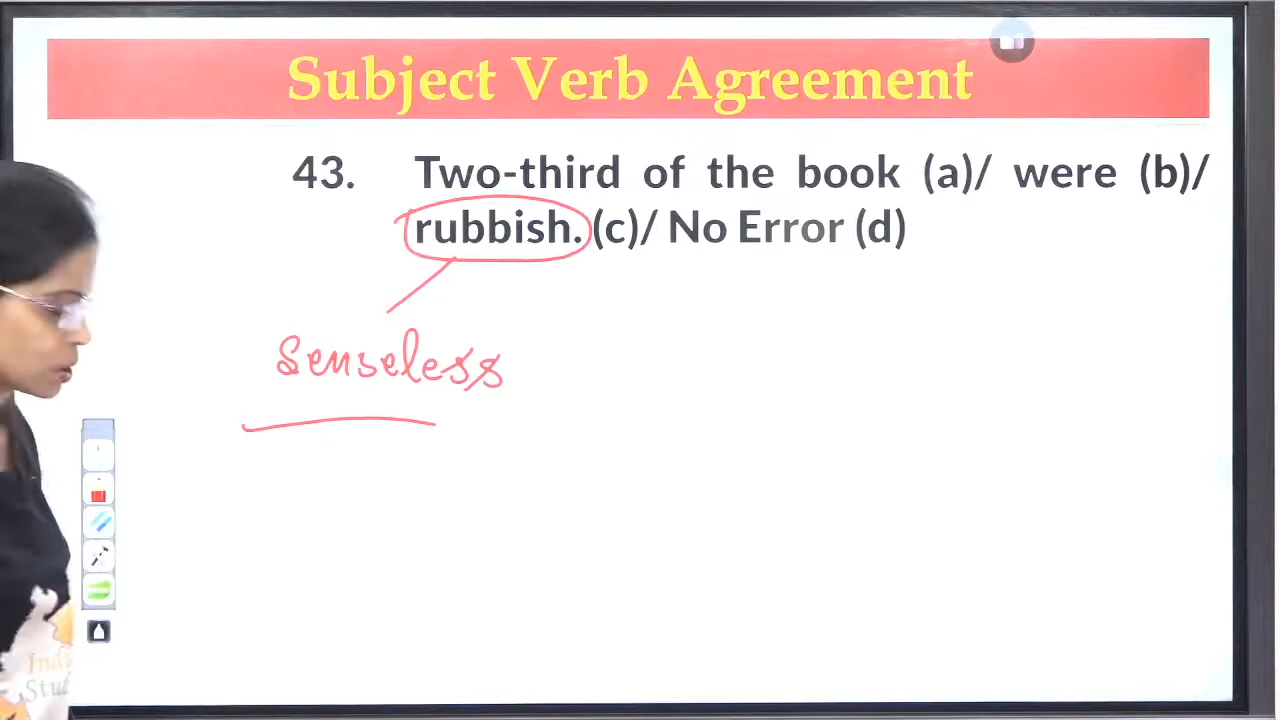 Subject Verb Agreement
43. Two-third of the book (a)/ were (b)/
rubbish. (c)/ No Error (d)
Senseless